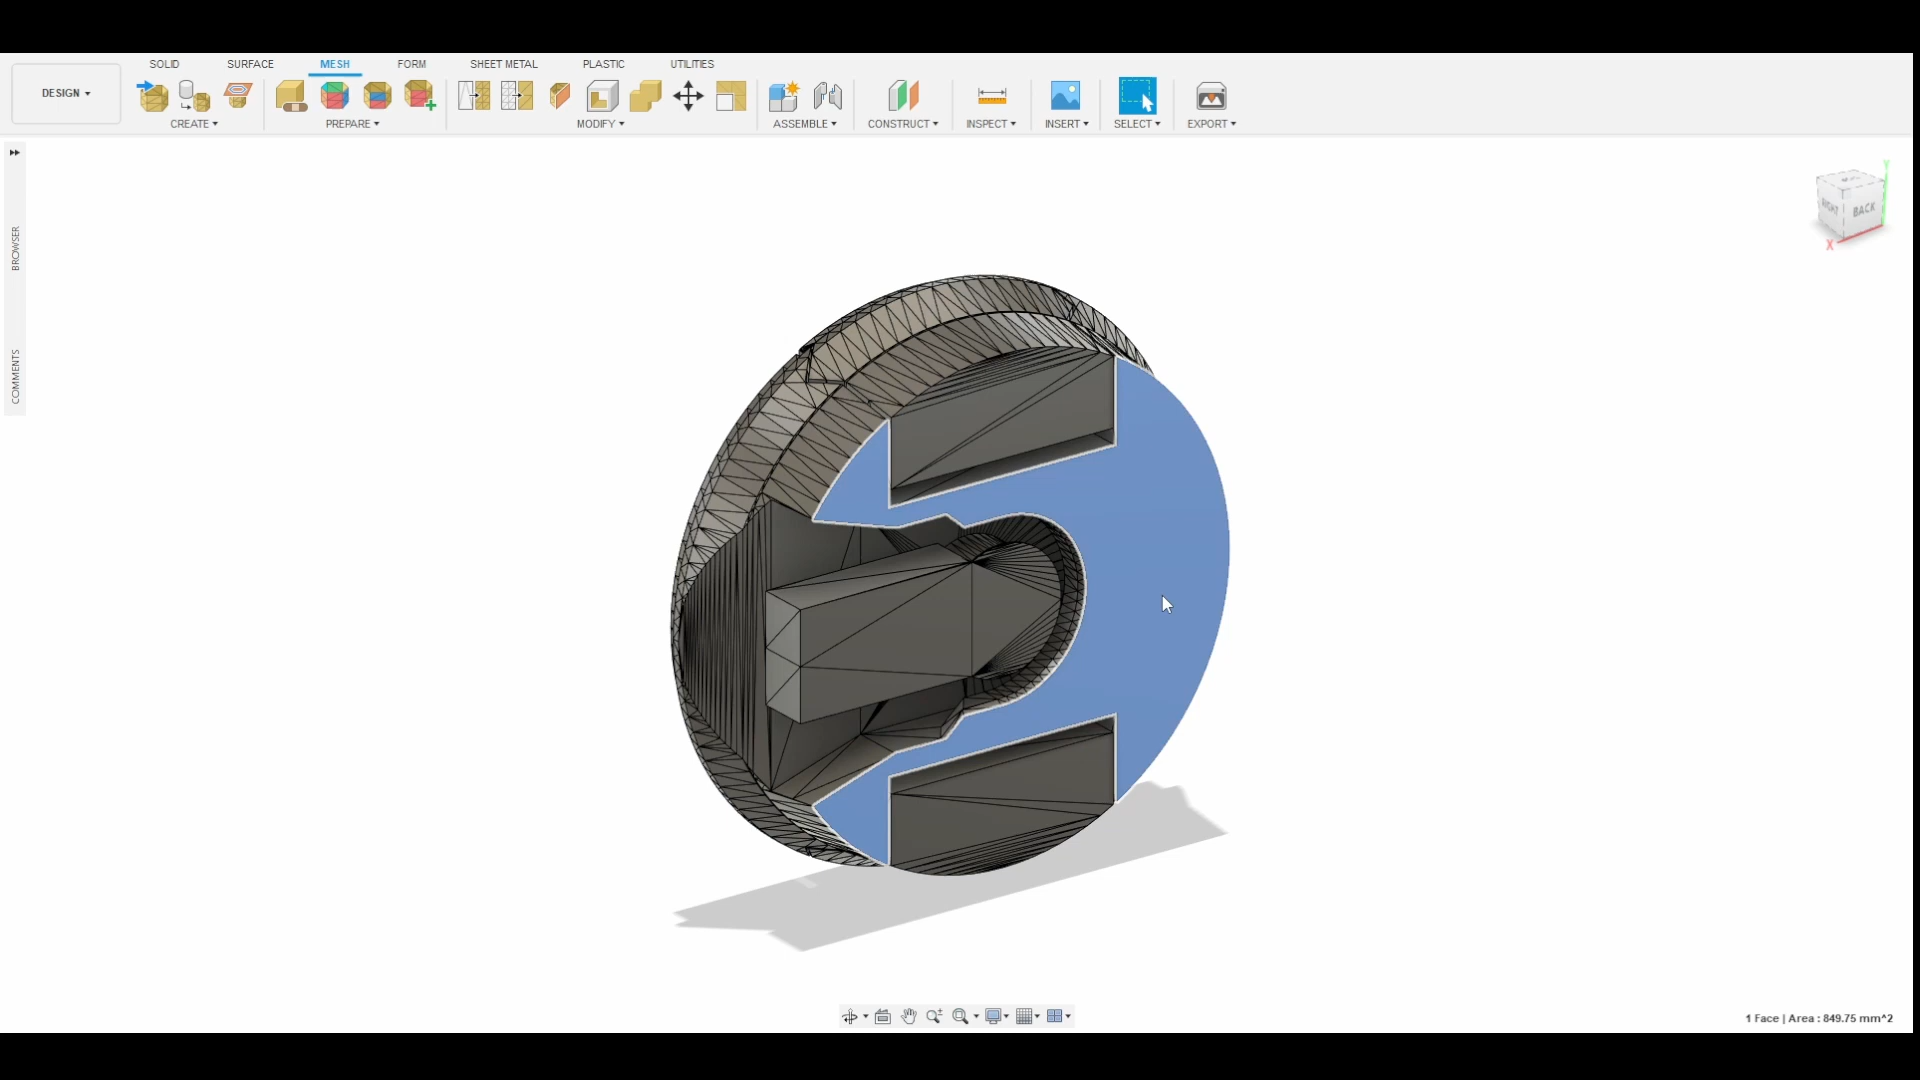 SOLID SURFACE MESH FORM SHEET METAL PLASTIC UTILITIES
DESIGN
CREATE PREPARE MODIFY ASSEMBLE CONSTRUCT INSPECT INSERT SELECT EXPORT
BROWSER
COMMENTS
Y
RIGHT BACK
X
1 Face | Area : 849.75 mm^2